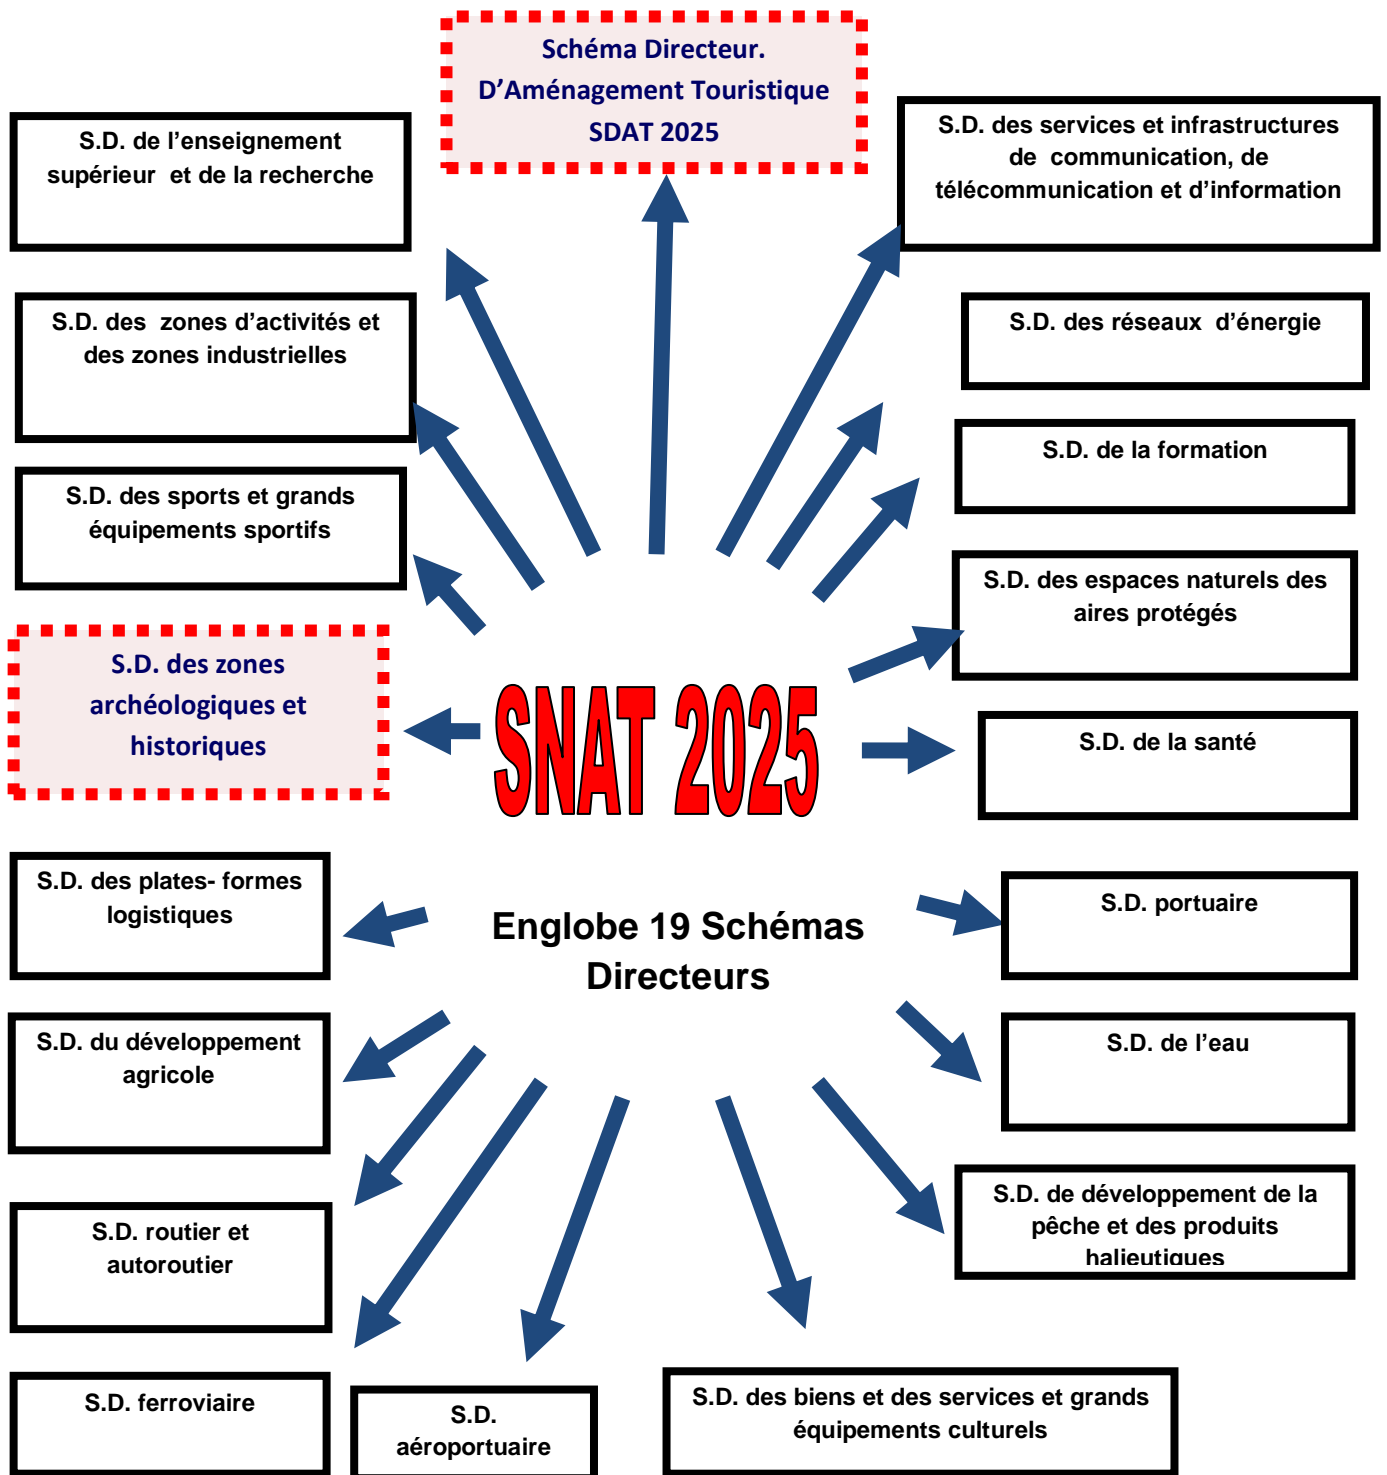 Schéma Directeur.
D’Aménagement Touristique
SDAT 2025
S.D. de l’enseignement
supérieur et de la recherche
S.D. des services et infrastructures
de communication, de
télécommunication et d’information
S.D. des zones d’activités et
des zones industrielles
S.D. des réseaux d’énergie
S.D. de la formation
S.D. des sports et grands
équipements sportifs
S.D. des espaces naturels des
aires protégés
S.D. des zones
archéologiques et
historiques
SNAT 2025
S.D. de la santé
S.D. des plates- formes
logistiques
Englobe 19 Schémas
Directeurs
S.D. portuaire
S.D. du développement
agricole
S.D. de l’eau
S.D. routier et
autoroutier
S.D. de développement de la
pêche et des produits
halieutiques
S.D. ferroviaire
S.D.
aéroportuaire
S.D. des biens et des services et grands
équipements culturels